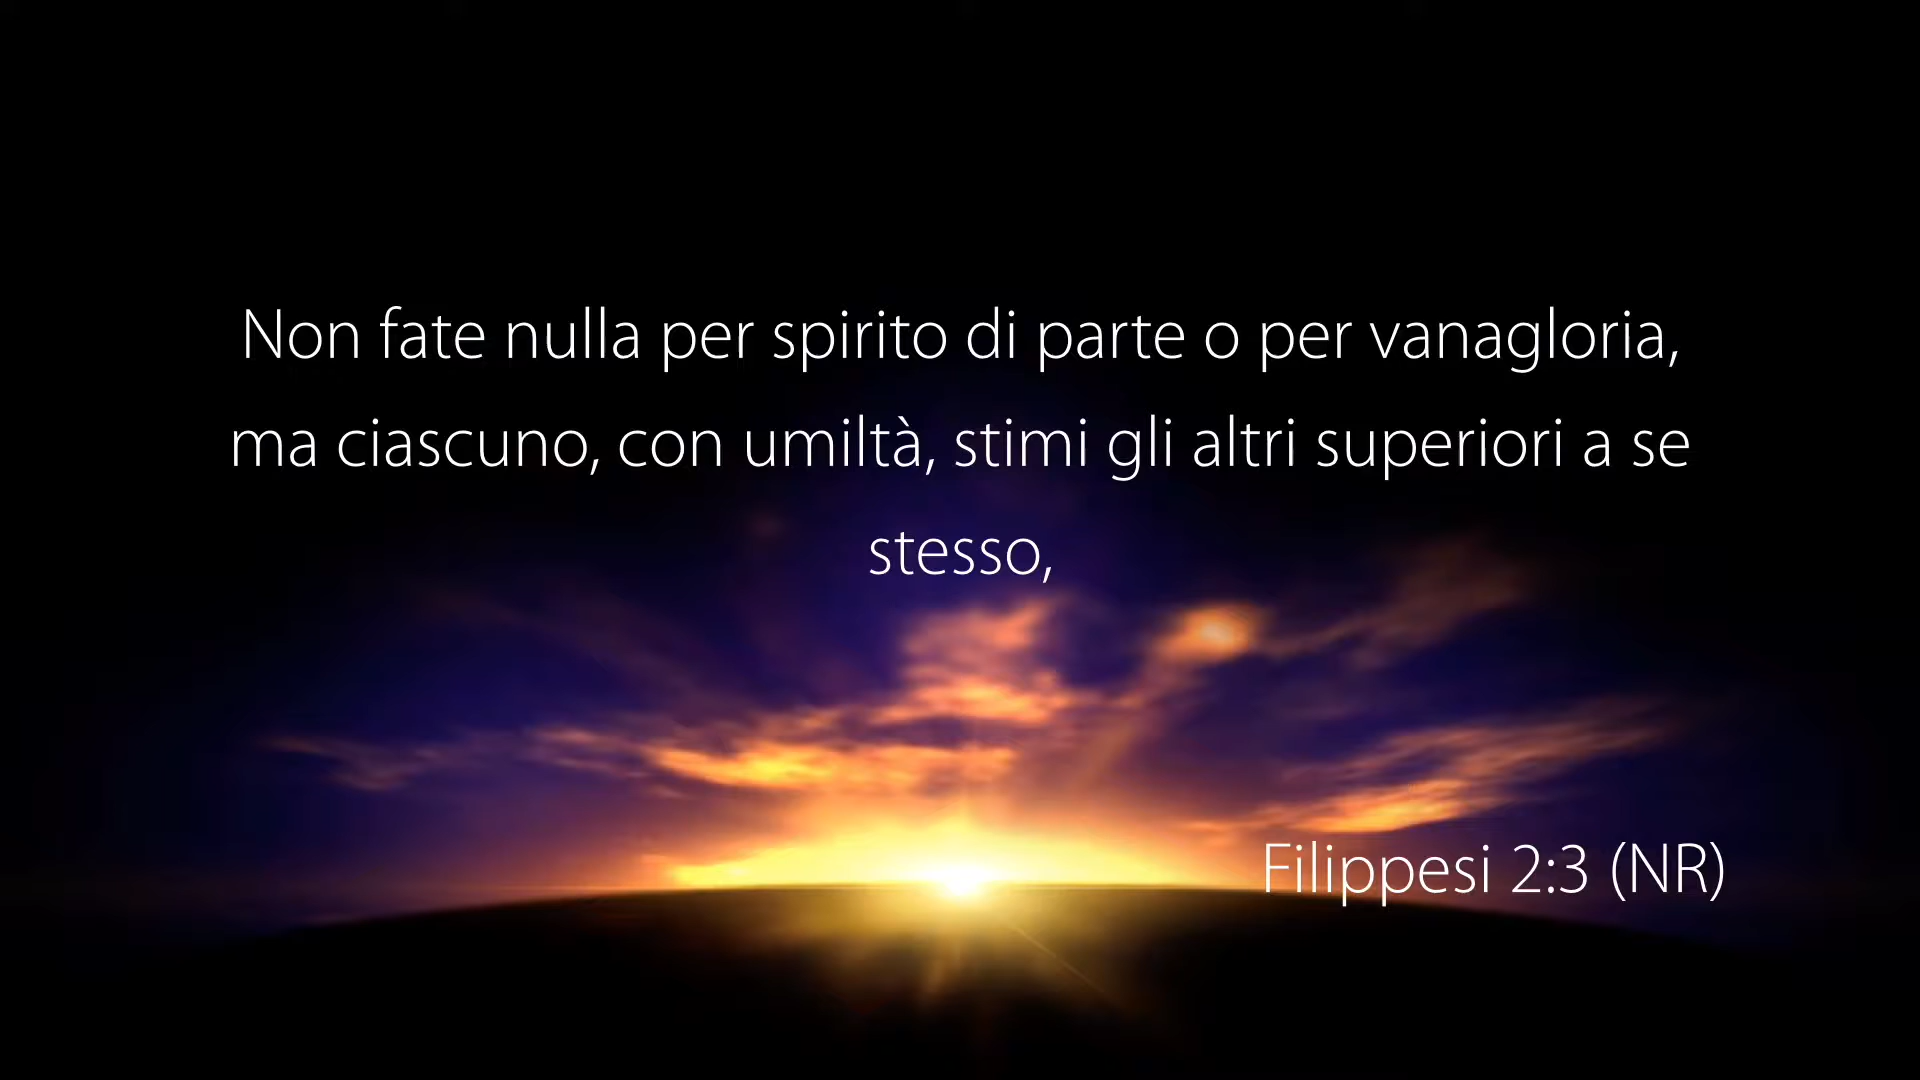 Non fate nulla per spirito di parte o per vanagloria,
ma ciascuno, con umiltà, stimi gli altri superiori a se
stesso,
Filippesi 2:3 (NR)